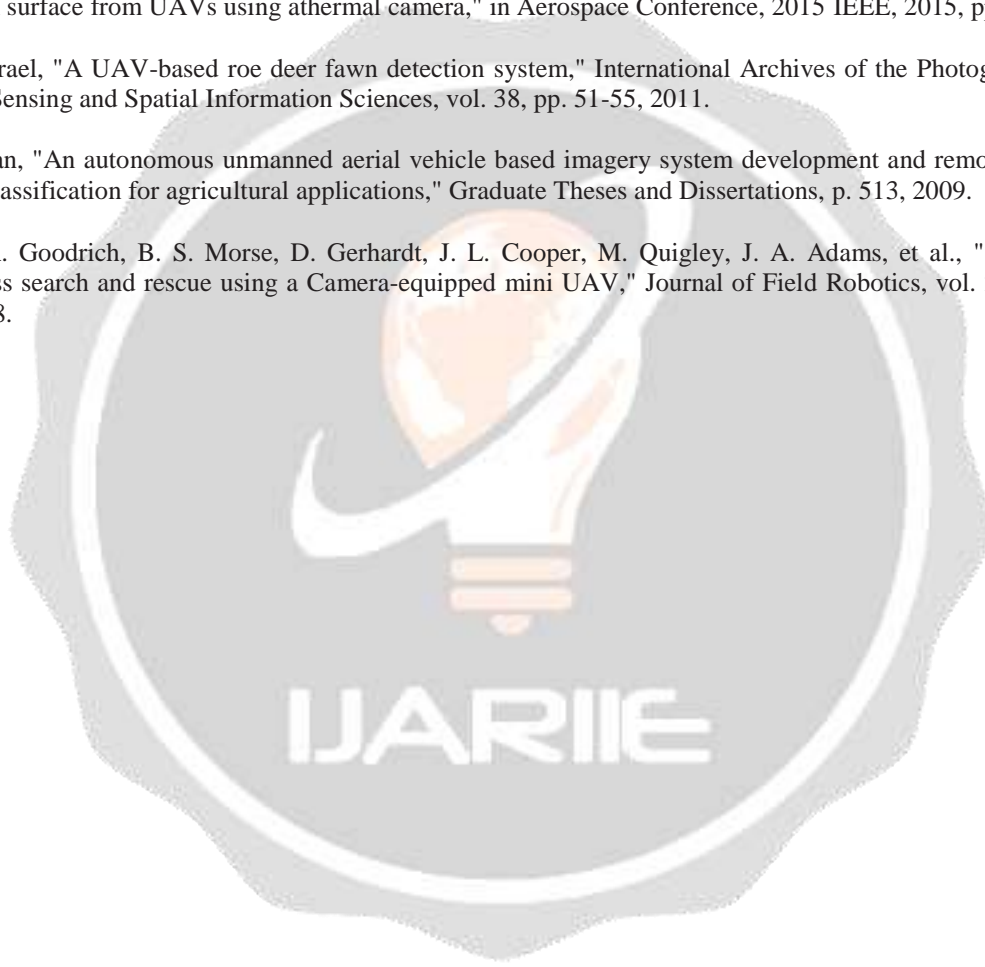 surface from UAVs using athermal camera," in Aerospace Conference, 2015 IEEE, 2015, pp
rael, "A UAV-based roe deer fawn detection system," International Archives of the Photog
Sensing and Spatial Information Sciences, vol. 38, pp. 51-55, 2011.
an, "An autonomous unmanned aerial vehicle based imagery system development and remo
assification for agricultural applications," Graduate Theses and Dissertations, p. 513, 2009.
. Goodrich, B. S. Morse, D. Gerhardt, J. L. Cooper, M. Quigley, J. A. Adams, et al., "
ss search and rescue using a Camera-equipped mini UAV," Journal of Field Robotics, vol.
8.
IJARIIE